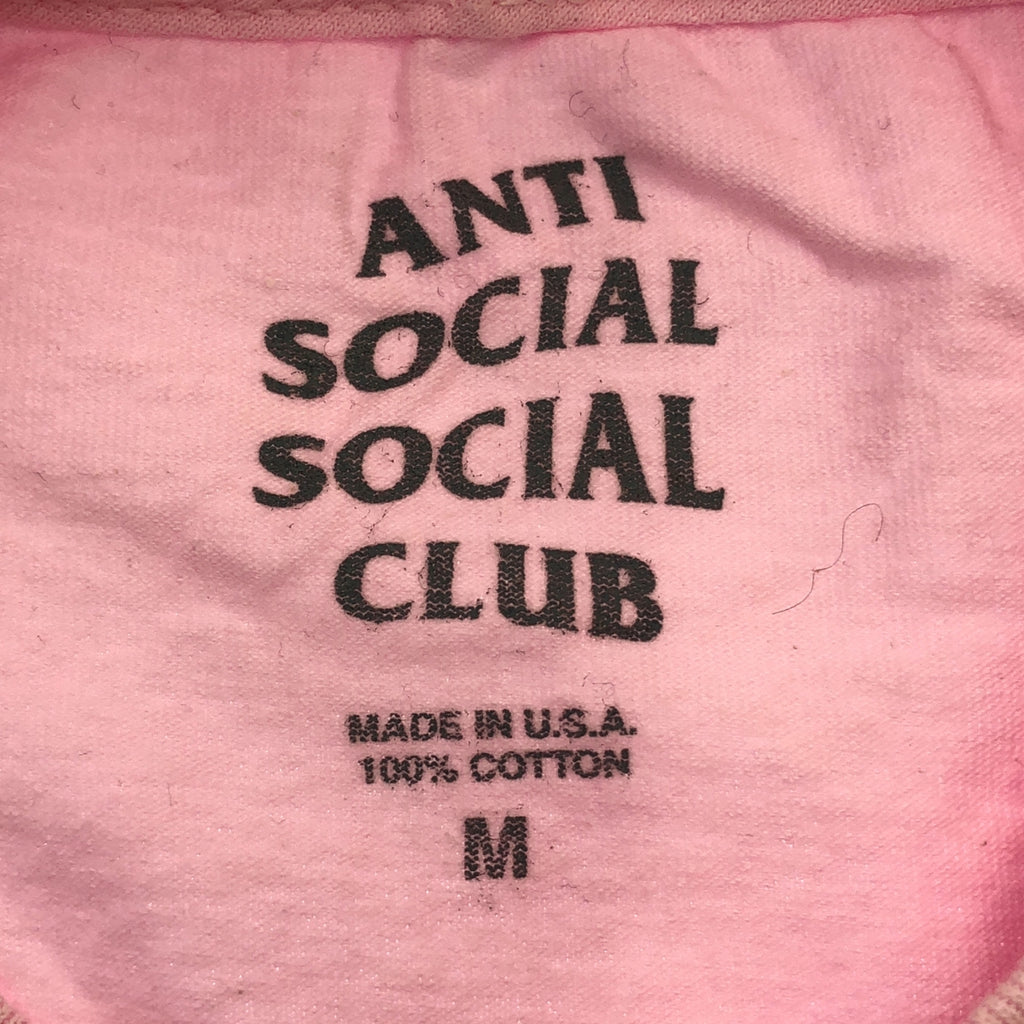 ANTI
SOCIAL
SOCIAL
CLUB
MADE IN U.S.A.
100% COTTON
M